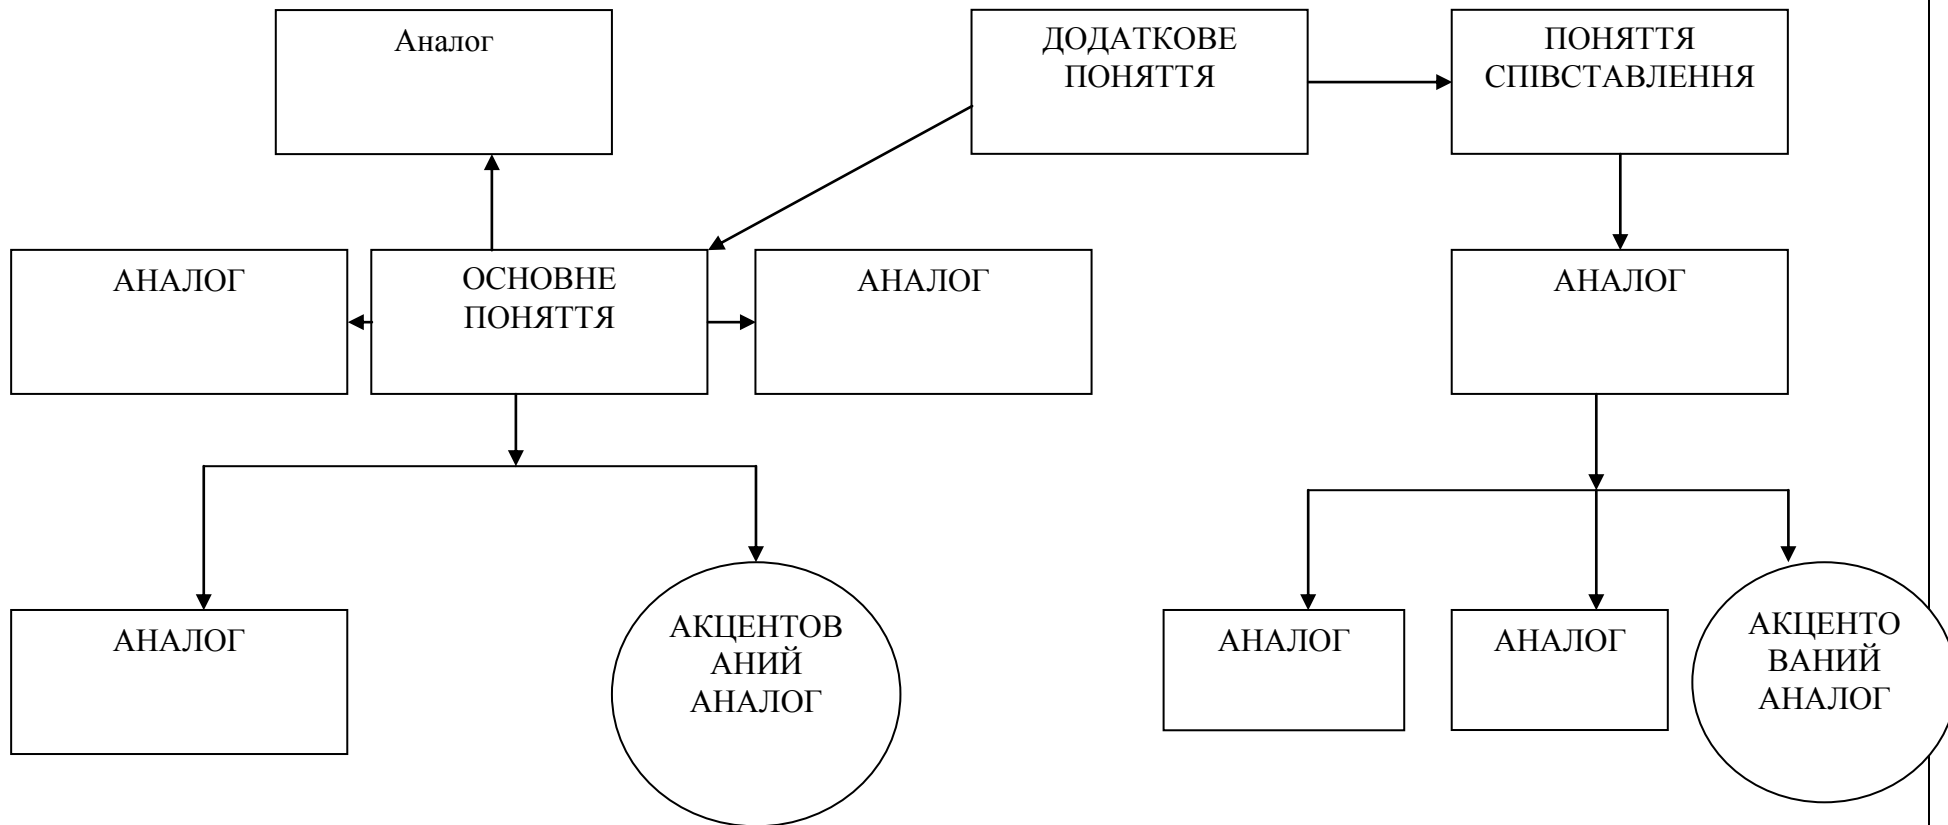 Аналог
ДОДАТКОВЕ
ПОНЯТТЯ
ПОНЯТТЯ
СПІВСТАВЛЕННЯ
АНАЛОГ
ОСНОВНЕ
ПОНЯТТЯ
АНАЛОГ
АНАЛОГ
АНАЛОГ
АКЦЕНТОВ
АНИЙ
АНАЛОГ
АНАЛОГ
АНАЛОГ
АКЦЕНТО
ВАНИЙ
АНАЛОГ